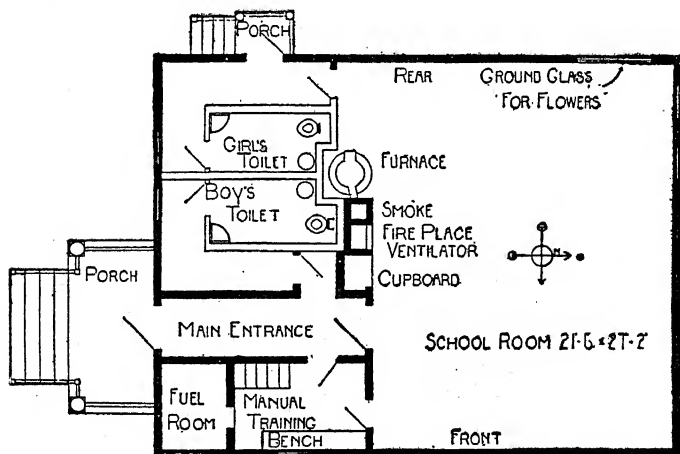 PORCH
REAR
GROUND GLASS
"FOR FLOWERS"
GIRL'S
TOILET
FURNACE
BOY'S
TOILET
SMOKE
FIRE PLACE
VENTILATOR
CUPBOARD
N
PORCH
MAIN ENTRANCE
SCHOOL ROOM
FUEL
ROOM
MANUAL
TRAINING
BENCH
FRONT